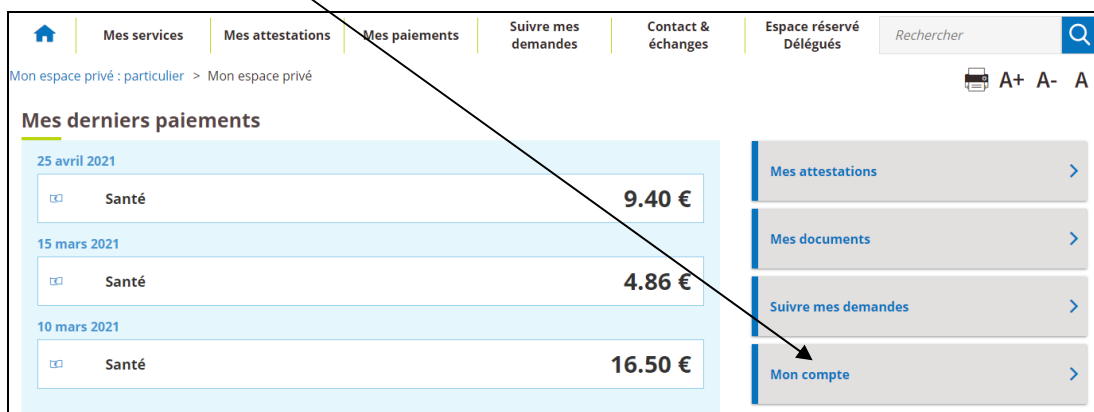 Mes services Mes attestations Mes paiements Suivre mes demandes Contact & échanges Espace réservé Délégués Rechercher
Mon espace privé : particulier > Mon espace privé A+ A- A
Mes derniers paiements
25 avril 2021
Santé 9.40 €
15 mars 2021
Santé 4.86 €
10 mars 2021
Santé 16.50 €
Mes attestations
Mes documents
Suivre mes demandes
Mon compte